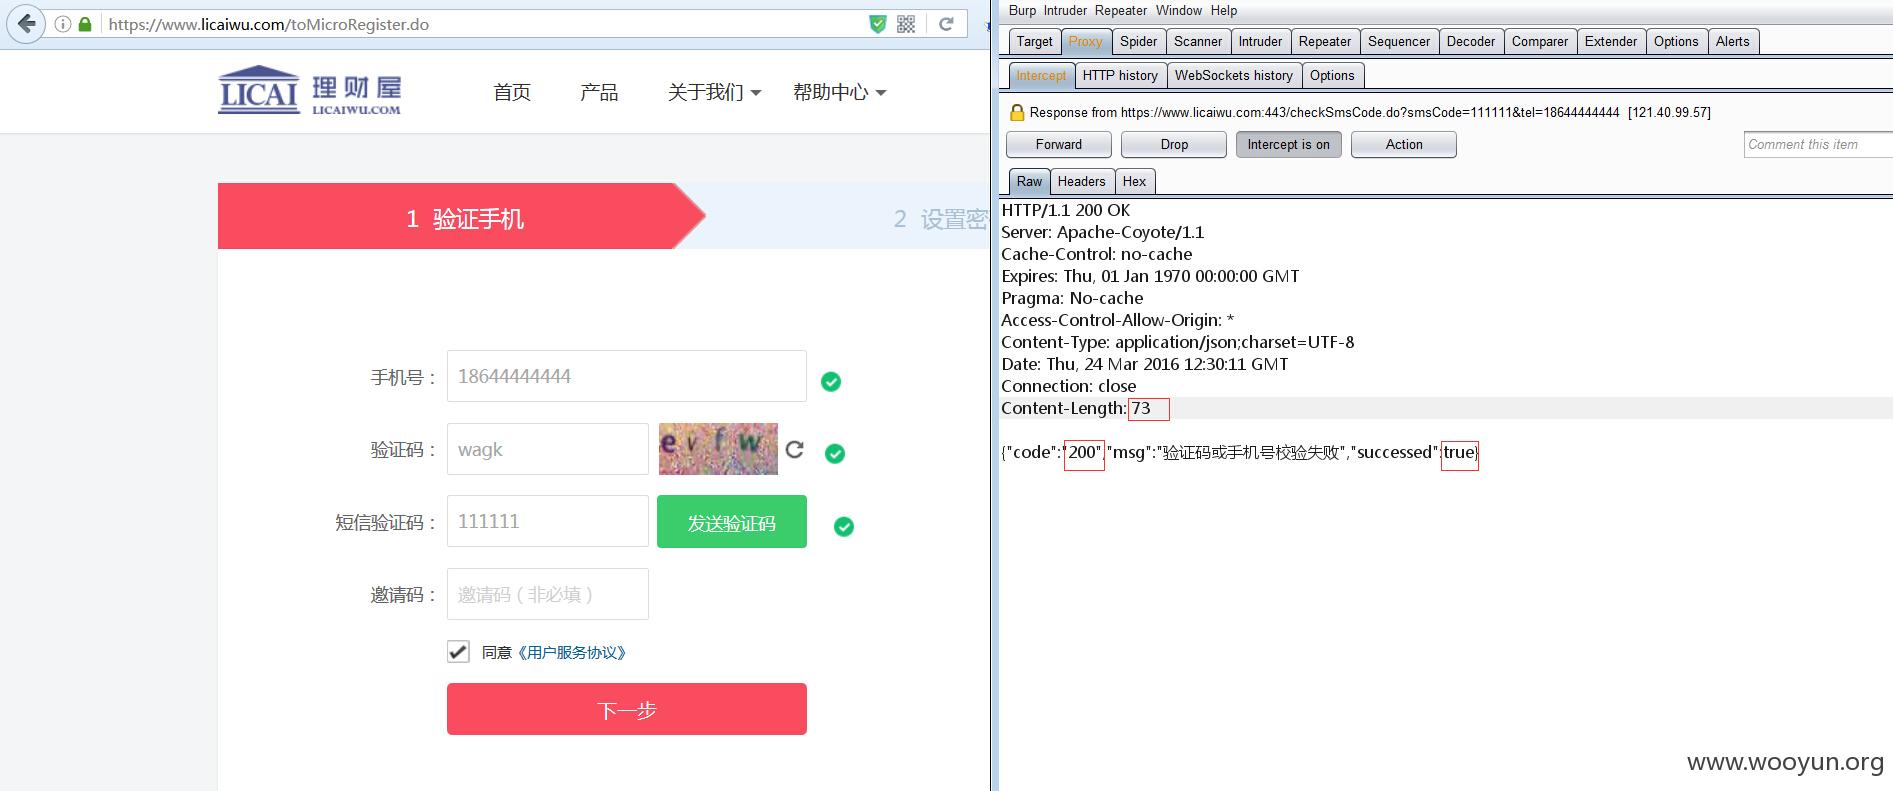 https://www.licaiwu.com/toMicroRegister.do
LICAI 理财屋
LICAIWU.COM
首页 产品 关于我们 帮助中心
1 验证手机
2 设置密
手机号：
18644444444
验证码：
wagk
evfw
短信验证码：
111111
发送验证码
邀请码：
邀请码（非必填）
同意《用户服务协议》
下一步
Burp Intruder Repeater Window Help
Target Proxy Spider Scanner Intruder Repeater Sequencer Decoder Comparer Extender Options Alerts
Intercept HTTP history WebSockets history Options
Response from https://www.licaiwu.com:443/checkSmsCode.do?smsCode=111111&tel=18644444444 [121.40.99.57]
Forward Drop Intercept is on Action
Comment this item
Raw Headers Hex
HTTP/1.1 200 OK
Server: Apache-Coyote/1.1
Cache-Control: no-cache
Expires: Thu, 01 Jan 1970 00:00:00 GMT
Pragma: No-cache
Access-Control-Allow-Origin: *
Content-Type: application/json;charset=UTF-8
Date: Thu, 24 Mar 2016 12:30:11 GMT
Connection: close
Content-Length: 73
{"code":"200","msg":"验证码或手机号校验失败","successed":true}
www.wooyun.org